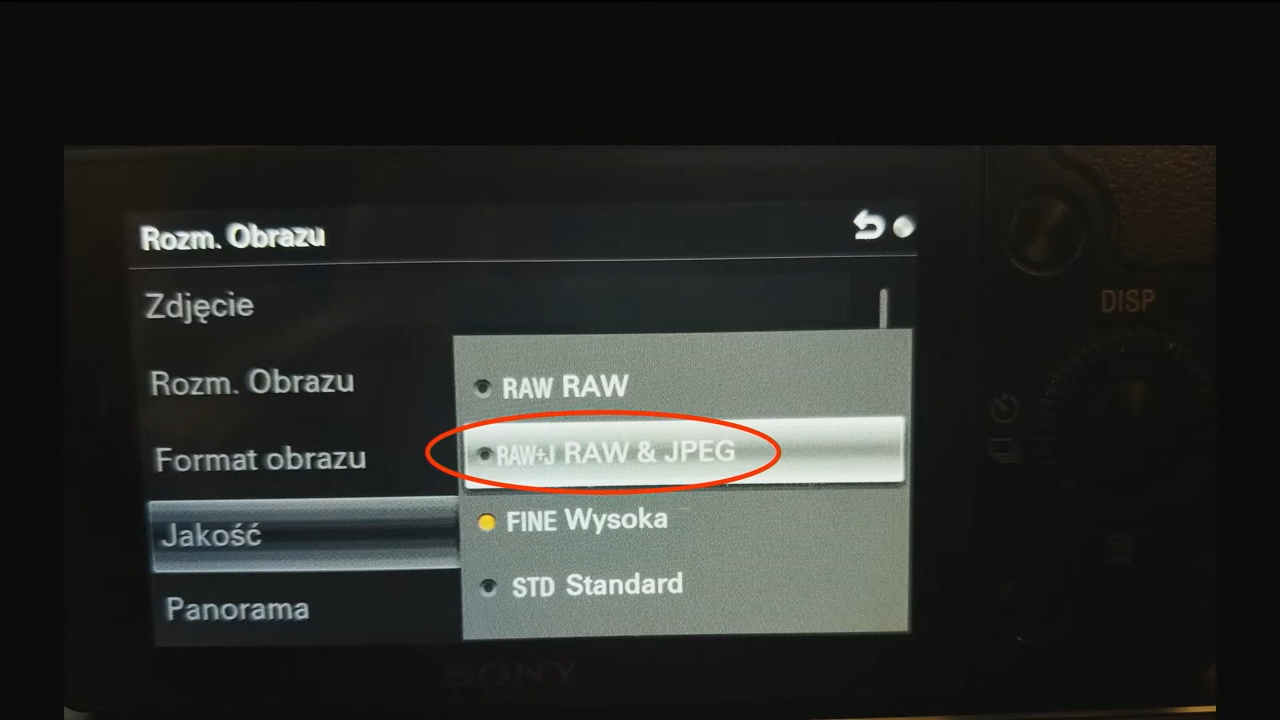 Rozm. Obrazu
Zdjęcie
Rozm. Obrazu
Format obrazu
Jakość
Panorama
RAW RAW
RAW+J RAW & JPEG
FINE Wysoka
STD Standard
DISP
SONY